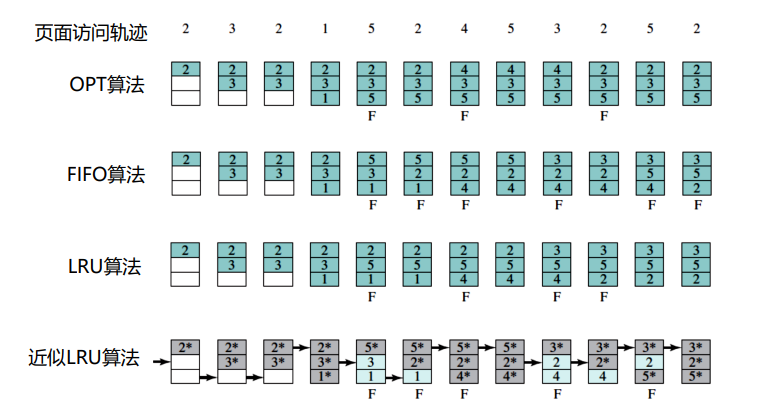 页面访问轨迹 2 3 2 1 5 2 4 5 3 2 5 2
2 2 2 2 2 2 4 4 4 2 2 2
OPT算法 3 3 3 3 3 3 3 3 3 3 3
1 5 5 5 5 5 5 5 5
F F F
2 2 2 2 5 5 5 5 3 3 3 3
FIFO算法 3 3 3 3 2 2 2 2 2 5 5
1 1 1 4 4 4 4 4 2
F F F F F F
2 2 2 2 2 2 2 2 3 3 3 3
LRU算法 3 3 3 5 5 5 5 5 5 5 5
1 1 1 4 4 4 2 2 2
F F F F
2* 2* 2* 2* 5* 5* 5* 5* 3* 3* 3* 3*
近似LRU算法 3* 3* 3* 3 2* 2* 2* 2 2* 2 2*
1* 1 1 4* 4* 4 4 5* 5*
F F F F F